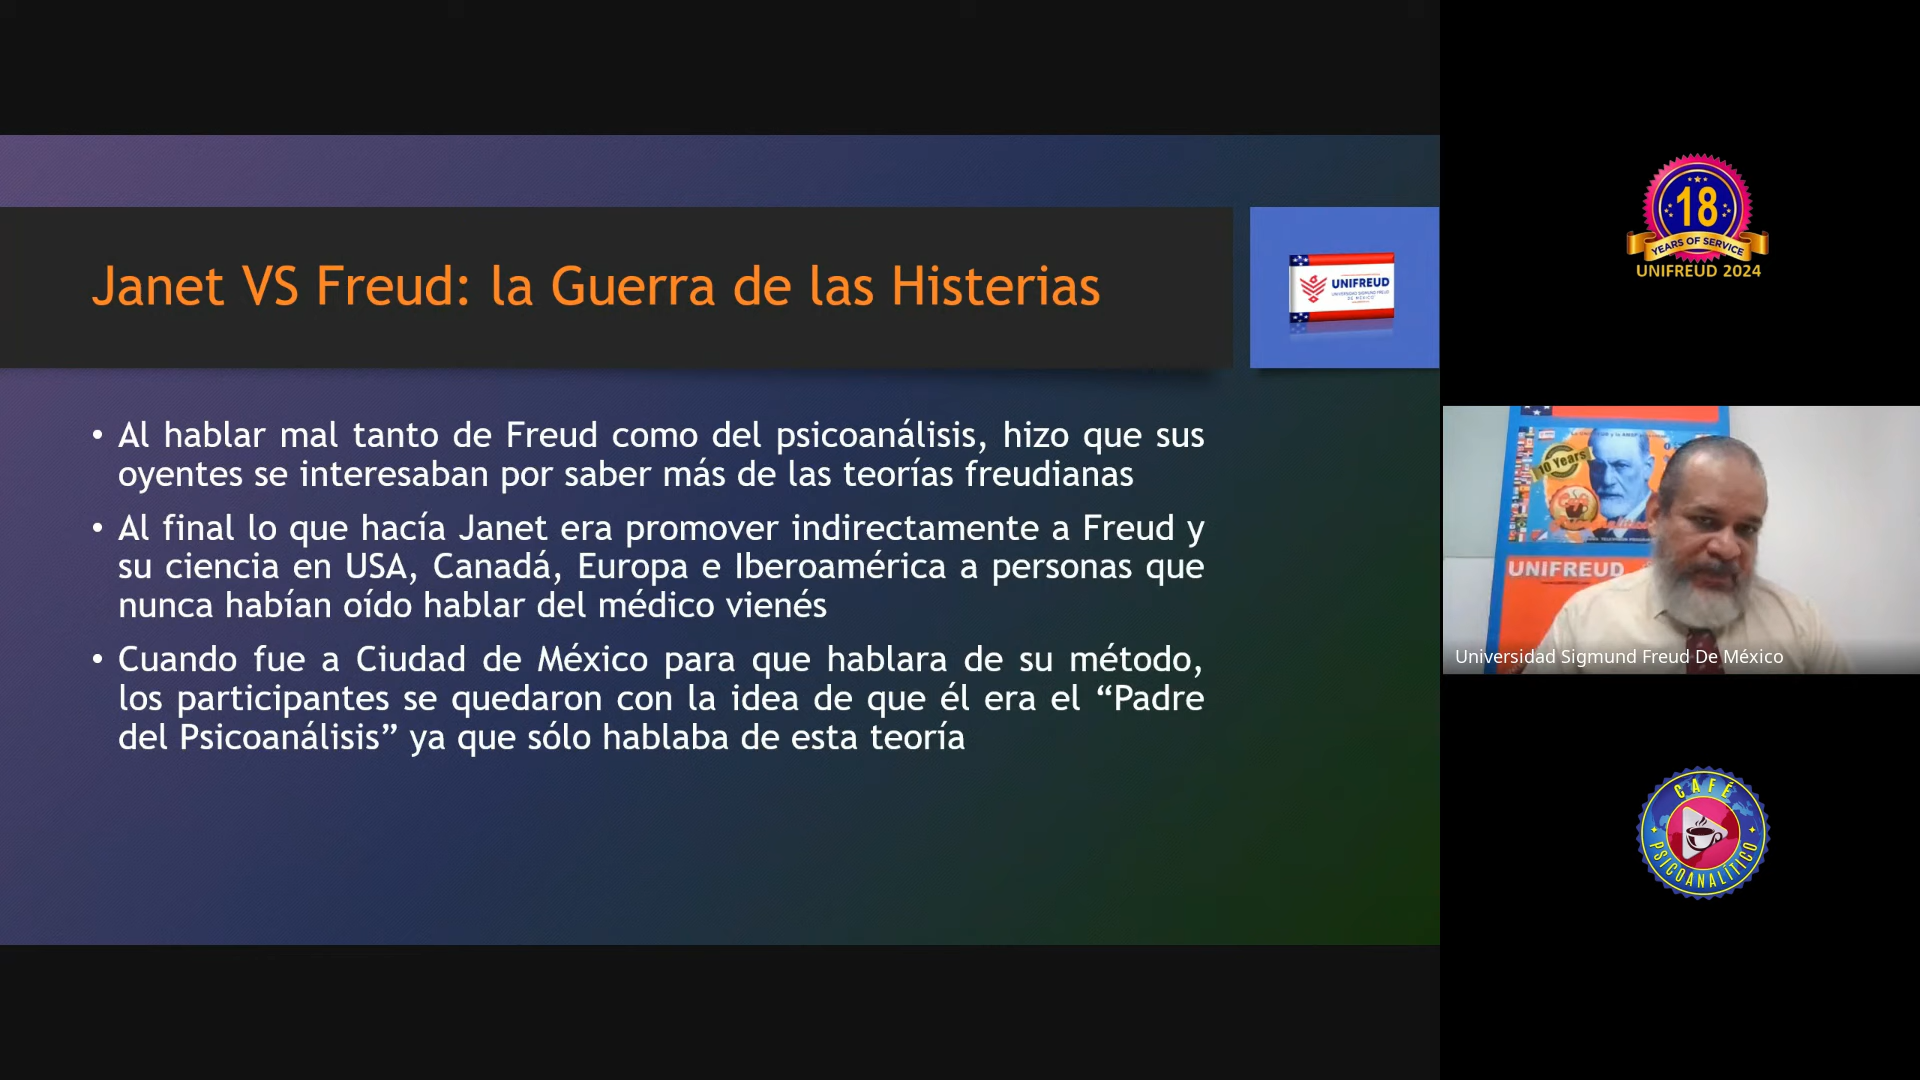 Janet VS Freud: la Guerra de las Histerias
UNIFREUD
UNIVERSIDAD SIGMUND FREUD
DE MÉXICO
• Al hablar mal tanto de Freud como del psicoanálisis, hizo que sus
oyentes se interesaban por saber más de las teorías freudianas
• Al final lo que hacía Janet era promover indirectamente a Freud y
su ciencia en USA, Canadá, Europa e Iberoamérica a personas que
nunca habían oído hablar del médico vienés
• Cuando fue a Ciudad de México para que hablara de su método,
los participantes se quedaron con la idea de que él era el “Padre
del Psicoanálisis” ya que sólo hablaba de esta teoría
18
YEARS OF SERVICE
UNIFREUD 2024
10 Years
UNIFREUD
Universidad Sigmund Freud De México
CAFÉ
PSICOANALÍTICO